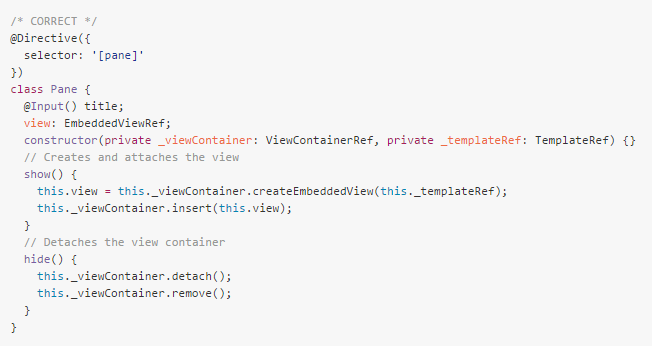 /* CORRECT */
@Directive({
  selector: '[pane]'
})
class Pane {
  @Input() title;
  view: EmbeddedViewRef;
  constructor(private _viewContainer: ViewContainerRef, private _templateRef: TemplateRef) {}
  // Creates and attaches the view
  show() {
    this.view = this._viewContainer.createEmbeddedView(this._templateRef);
    this._viewContainer.insert(this.view);
  }
  // Detaches the view container
  hide() {
    this._viewContainer.detach();
    this._viewContainer.remove();
  }
}